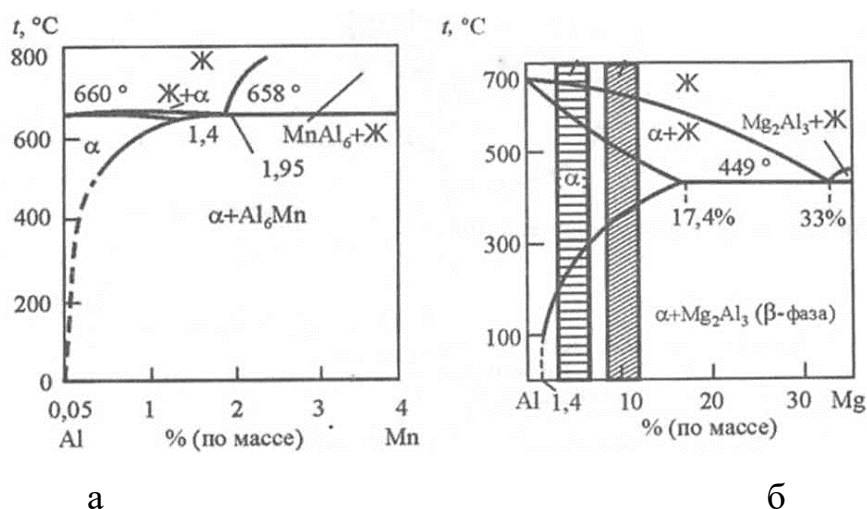 t, °C
800
600
400
200
0
660 °
Ж
Ж+α
658 °
α
1,4
1,95
MnAl₆+Ж
α+Al₆Mn
0,05
1
2
3
4
Al
% (по массе)
Mn
а
t, °C
700
500
300
100
Ж
α+Ж
Mg₂Al₃+Ж
449 °
α
17,4%
33%
α+Mg₂Al₃ (β-фаза)
Al
1,4
10
20
30
Mg
% (по массе)
б